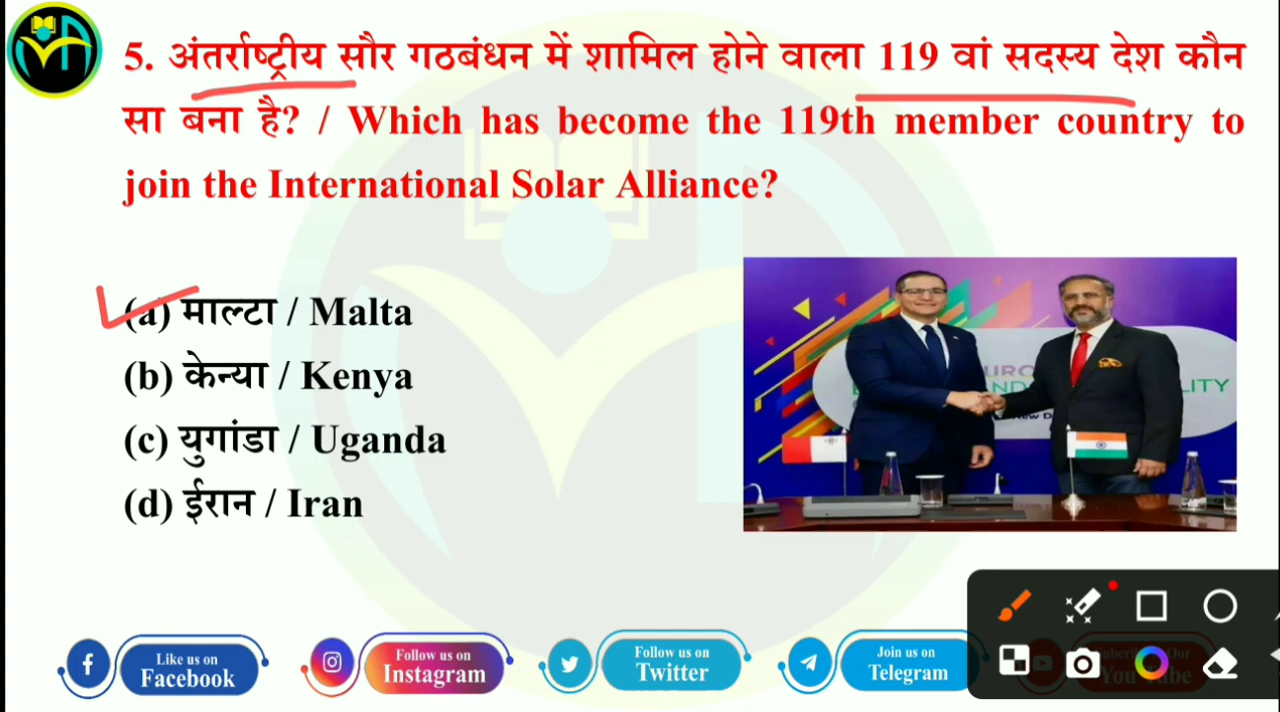 5. अंतर्राष्ट्रीय सौर गठबंधन में शामिल होने वाला 119 वां सदस्य देश कौन
सा बना है? / Which has become the 119th member country to
join the International Solar Alliance?
(a) माल्टा / Malta
(b) केन्या / Kenya
(c) युगांडा / Uganda
(d) ईरान / Iran
Like us on
Facebook
Follow us on
Instagram
Follow us on
Twitter
Join us on
Telegram